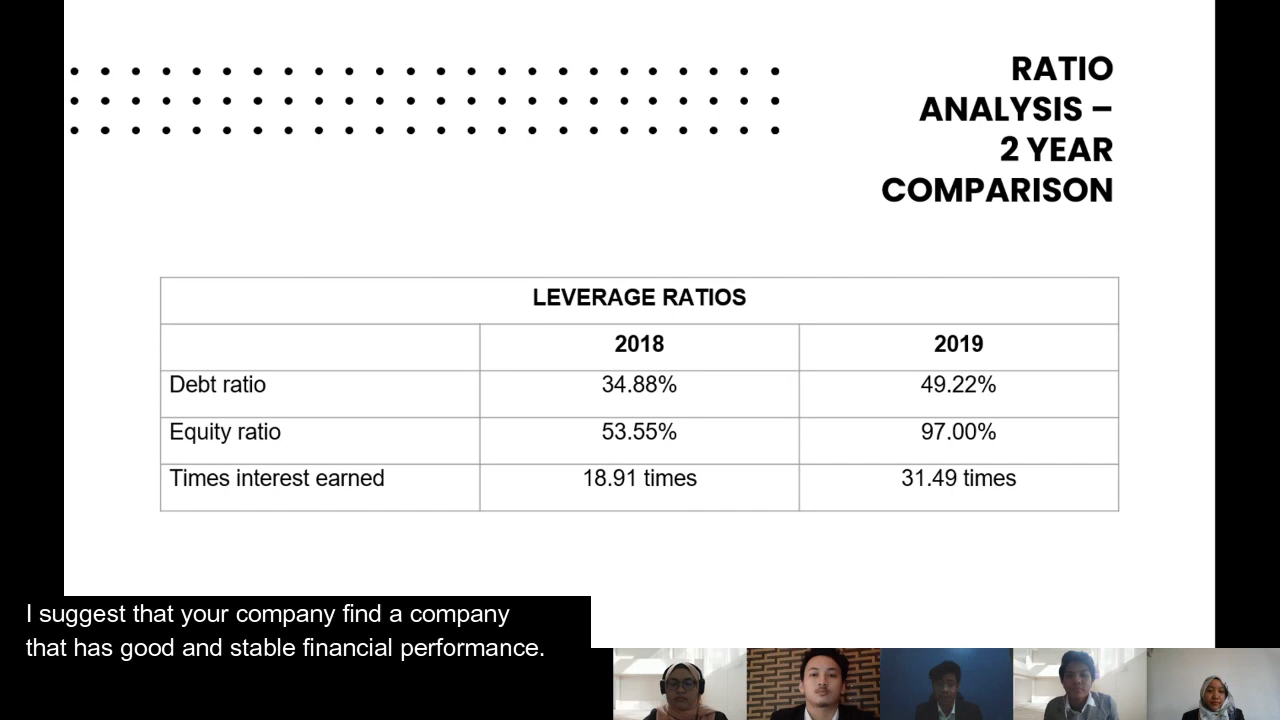 RATIO
ANALYSIS –
2 YEAR
COMPARISON
LEVERAGE RATIOS
2018 2019
Debt ratio 34.88% 49.22%
Equity ratio 53.55% 97.00%
Times interest earned 18.91 times 31.49 times
I suggest that your company find a company
that has good and stable financial performance.